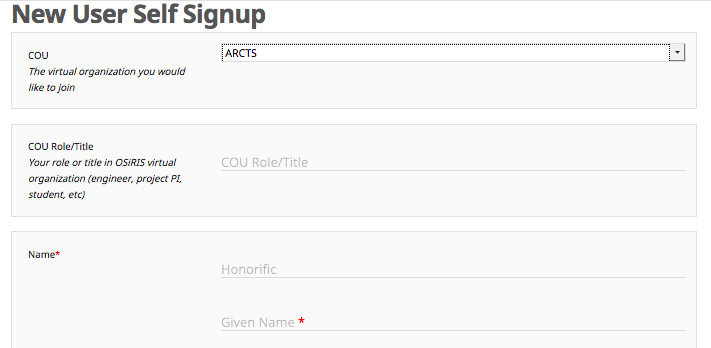 New User Self Signup
COU
The virtual organization you would
like to join
ARCTS
COU Role/Title
Your role or title in OSiRIS virtual
organization (engineer, project PI,
student, etc)
COU Role/Title
Name*
Honorific
Given Name *